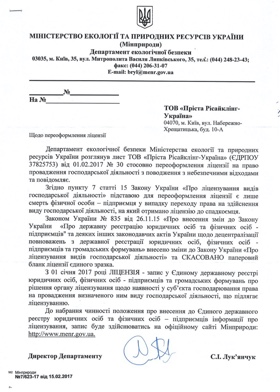 МІНІСТЕРСТВО ЕКОЛОГІЇ ТА ПРИРОДНИХ РЕСУРСІВ УКРАЇНИ
(Мінприроди)
Департамент екологічної безпеки
03035, м. Київ, 35, вул. Митрополита Василя Липківського, 35, тел.: (044) 248-23-43;
факс: (044) 206-31-07
E-mail: bryl@menr.gov.ua
№
На №
ТОВ «Пріста Рісайклінг-
Україна»
04070, м. Київ, вул. Набережно-
Хрещатицька, буд. 10-А
Щодо переоформлення ліцензії
Департамент екологічної безпеки Міністерства екології та природних
ресурсів України розглянув лист ТОВ «Пріста Рісайклінг-Україна» (ЄДРПОУ
37825753) від 01.02.2017 № 30 стосовно переоформлення ліцензії на право
провадження господарської діяльності з поводження з небезпечними відходами
та повідомляє.
Згідно пункту 7 статті 15 Закону України «Про ліцензування видів
господарської діяльності» підставою для переоформлення ліцензії є лише
смерть фізичної особи - підприємця у випадку переходу права на здійснення
виду господарської діяльності, на який отримано ліцензію до спадкоємців.
Законом України № 835 від 26.11.15 «Про внесення змін до Закону
України «Про державну реєстрацію юридичних осіб та фізичних осіб -
підприємців" та деяких інших законодавчих актів України щодо децентралізації
повноважень з державної реєстрації юридичних осіб, фізичних осіб -
підприємців та громадських формувань» внесено зміни до Закону України «Про
ліцензування видів господарської діяльності» та СКАСОВАНО паперовий
бланк ліцензії єдиного зразка.
З 01 січня 2017 року ЛІЦЕНЗІЯ - запис у Єдиному державному реєстрі
юридичних осіб, фізичних осіб - підприємців та громадських формувань про
рішення органу ліцензування щодо наявності у суб'єкта господарювання права
на провадження визначеного ним виду господарської діяльності, що підлягає
ліцензуванню.
До набрання чинності положення про внесення до Єдиного державного
реєстру юридичних осіб та фізичних осіб – підприємців інформації про
ліцензування, запис буде здійснюватись на офіційному сайті Мінприроди:
http://www.menr.gov.ua.
Директор Департаменту
С.І. Лук'янчук
Мінприроди
№7/623-17 від 15.02.2017